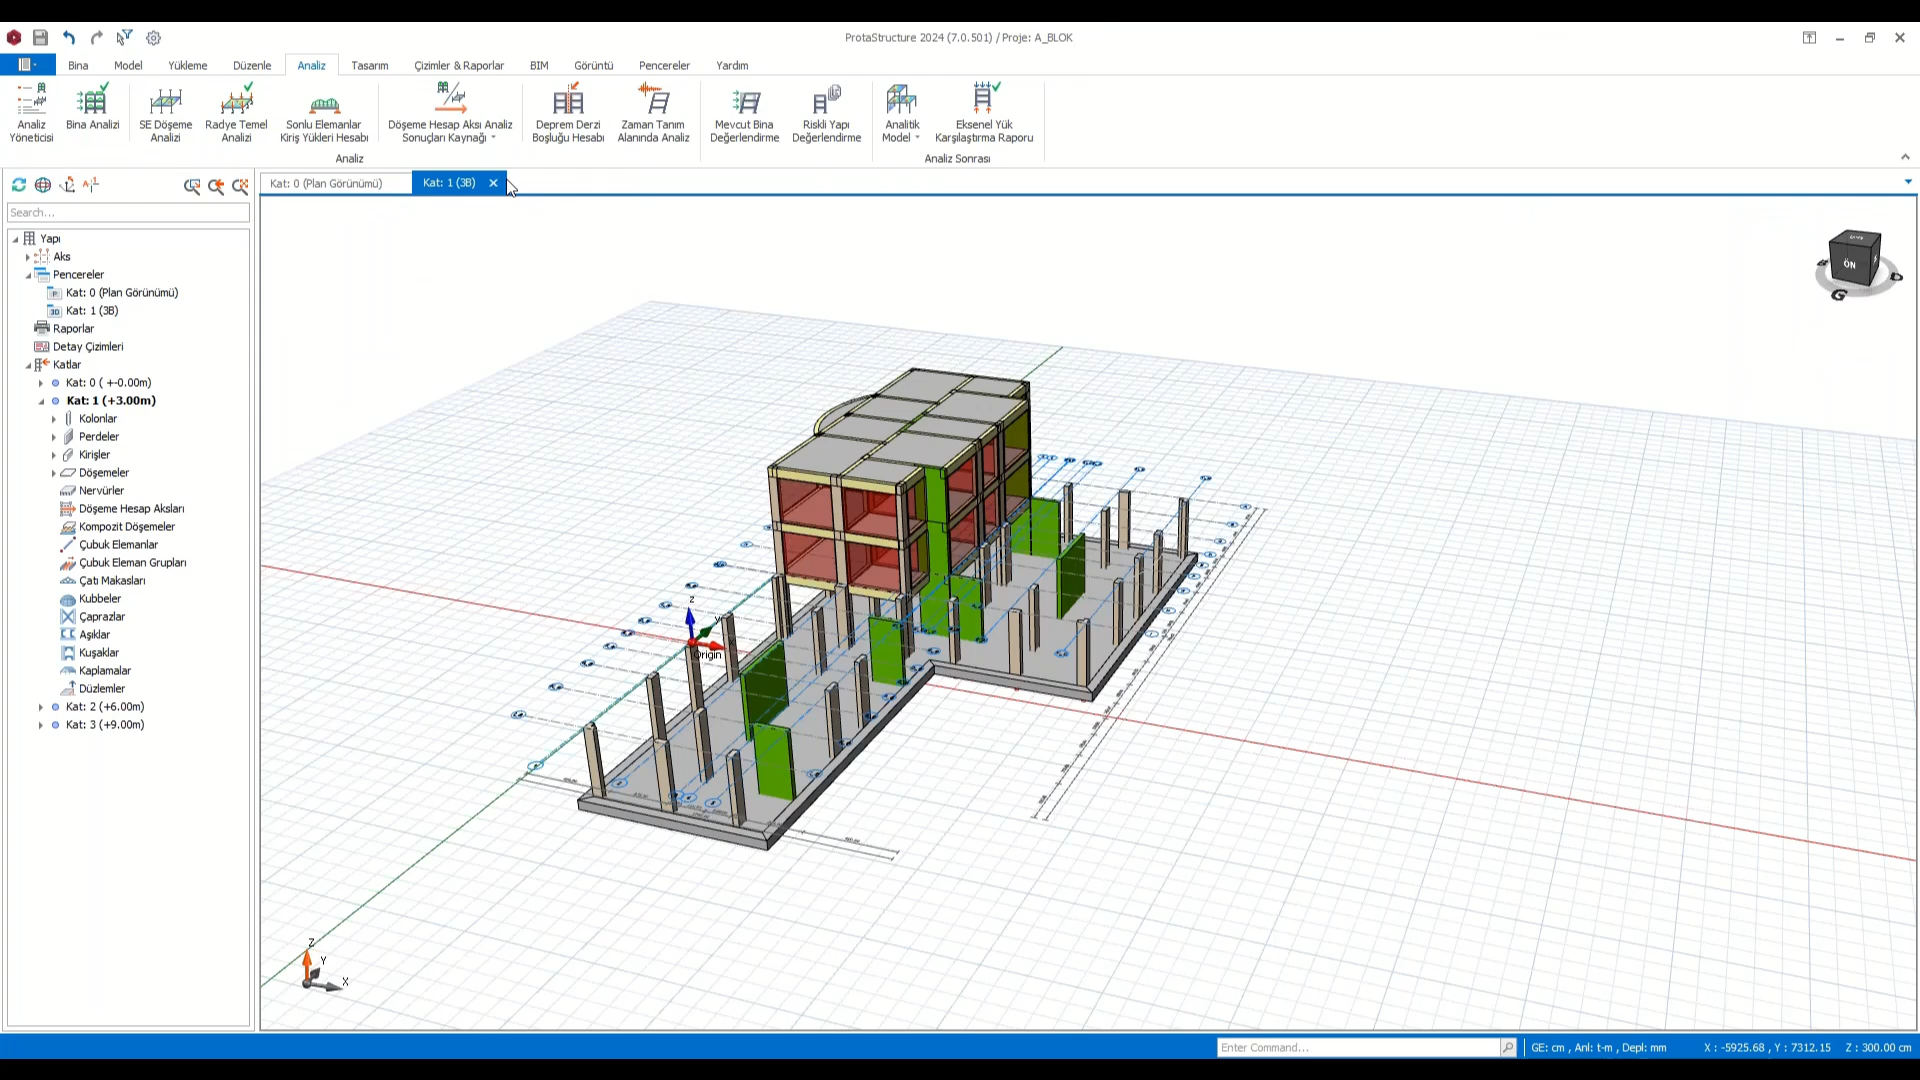 ProtaStructure 2024 (7.0.501) / Proje: A_BLOK
Bina Model Yükleme Düzenle Analiz Tasarım Çizimler & Raporlar BIM Görüntü Pencereler Yardım
Analiz Yöneticisi
Bina Analizi
SE Döşeme Analizi
Radye Temel Analizi
Sonlu Elemanlar Kiriş Yükleri Hesabı
Döşeme Hesap Aksı Analiz Sonuçları Kaynağı
Deprem Derzi Boşluğu Hesabı
Zaman Tanım Alanında Analiz
Mevcut Bina Değerlendirme
Riskli Yapı Değerlendirme
Analitik Model
Eksenel Yük Karşılaştırma Raporu
Analiz
Analiz Sonrası
Kat: 0 (Plan Görünümü)
Kat: 1 (3B)
Search...
Yapı
Aks
Pencereler
Kat: 0 (Plan Görünümü)
Kat: 1 (3B)
Raporlar
Detay Çizimleri
Katlar
Kat: 0 ( +-0.00m)
Kat: 1 (+3.00m)
Kolonlar
Perdeler
Kirişler
Döşemeler
Nervürler
Döşeme Hesap Aksları
Kompozit Döşemeler
Çubuk Elemanlar
Çubuk Eleman Grupları
Çatı Makasları
Kubbeler
Çaprazlar
Aşıklar
Kuşaklar
Kaplamalar
Düzlemler
Kat: 2 (+6.00m)
Kat: 3 (+9.00m)
ÖN
G
D
Z
Y
Origin
Z
Y
X
Enter Command...
GE: cm , Anl: t-m , Depl: mm
X : -5925.68 , Y : 7312.15 Z : 300.00 cm